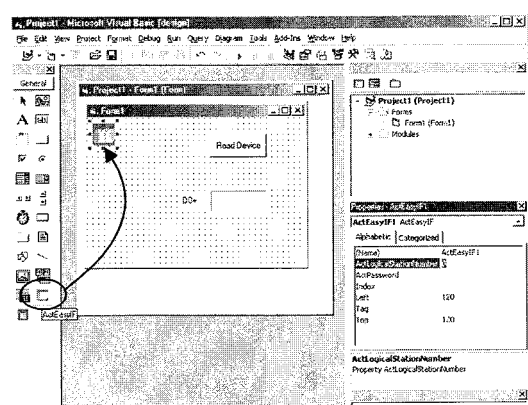 Project1 - Microsoft Visual Basic [design]
File Edit View Project Format Debug Run Query Diagram Tools Add-Ins Window Help
General
Project1 - Form1 (Form)
Form1
Read Device
D0=
ActEasyIF
Project1 (Project1)
Forms
Form1 (Form1)
Modules
Properties - ActEasyIF1
ActEasyIF1 ActEasyIF
Alphabetic Categorized
(Name) ActEasyIF1
ActLogicalStationNumber
ActPassword
Index
Left 120
Tag
Top 120
ActLogicalStationNumber
Property ActLogicalStationNumber